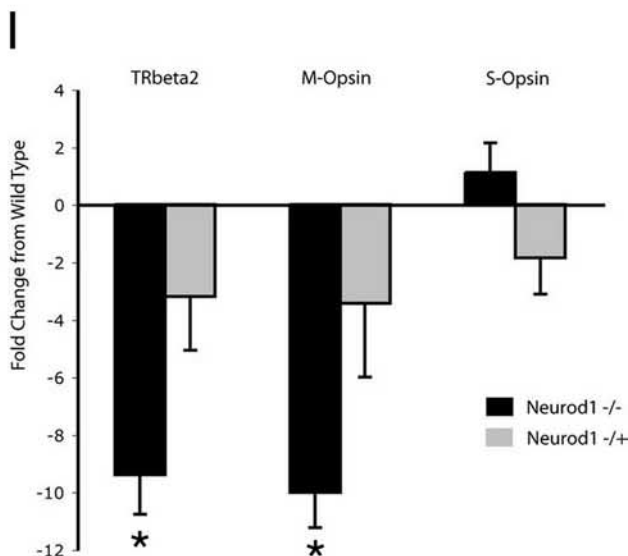 I
TRbeta2 M-Opsin S-Opsin
Fold Change from Wild Type
4
2
0
-2
-4
-6
-8
-10
-12
* *
Neurod1 -/-
Neurod1 -/+